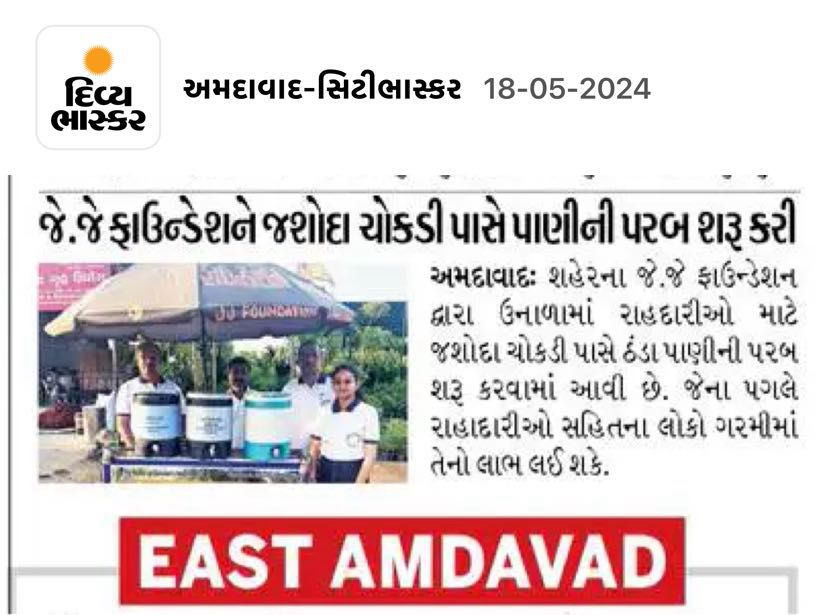 દિવ્ય
ભાસ્કર
અમદાવાદ-સિટીભાસ્કર 18-05-2024
જે.જે ફાઉન્ડેશને જશોદા ચોકડી પાસે પાણીની પરબ શરૂ કરી
JJ FOUNDATION
અમદાવાદઃ શહેરના જે.જે ફાઉન્ડેશન
દ્વારા ઉનાળામાં રાહદારીઓ માટે
જશોદા ચોકડી પાસે ઠંડા પાણીની પરબ
શરૂ કરવામાં આવી છે. જેના પગલે
રાહાદારીઓ સહિતના લોકો ગરમીમાં
તેનો લાભ લઈ શકે.
EAST AMDAVAD